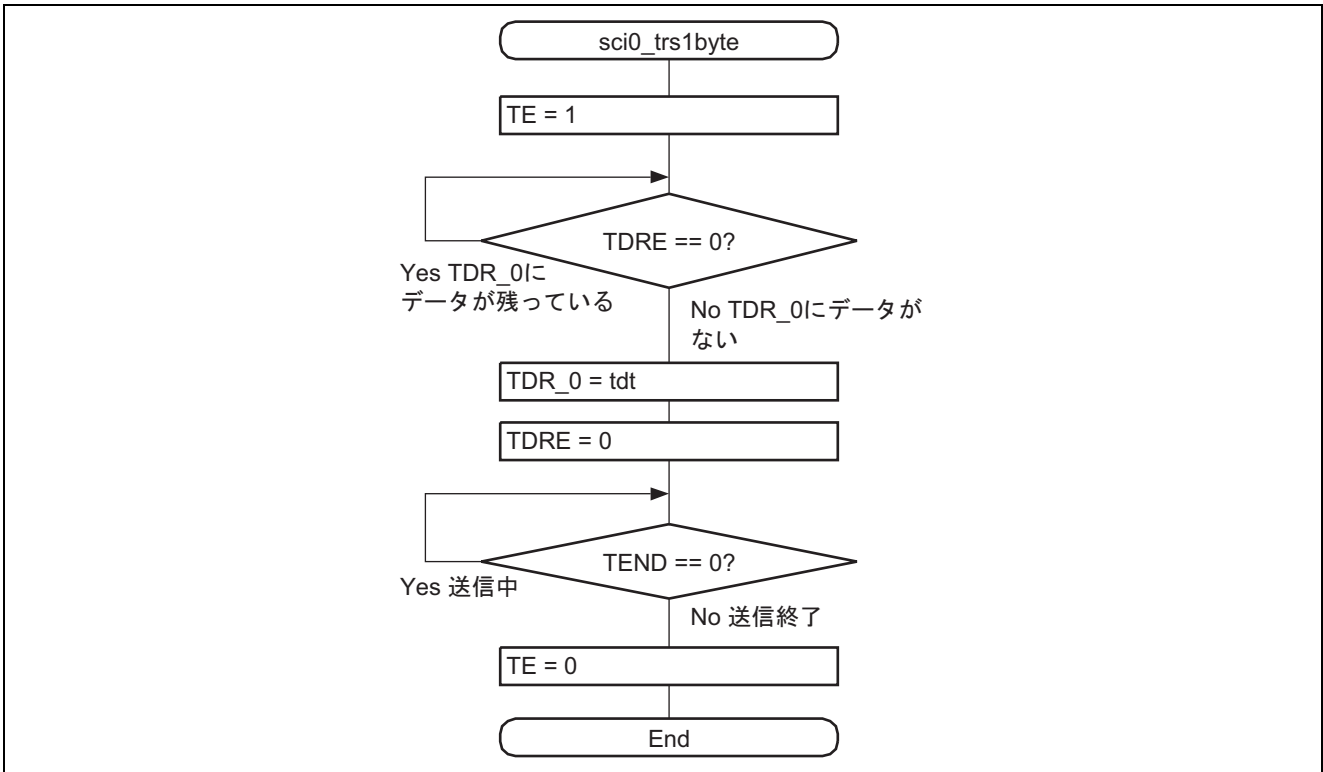 sci0_trs1byte
TE = 1
TDRE == 0?
Yes TDR_0に
データが残っている
No TDR_0にデータが
ない
TDR_0 = tdt
TDRE = 0
TEND == 0?
Yes 送信中
No 送信終了
TE = 0
End